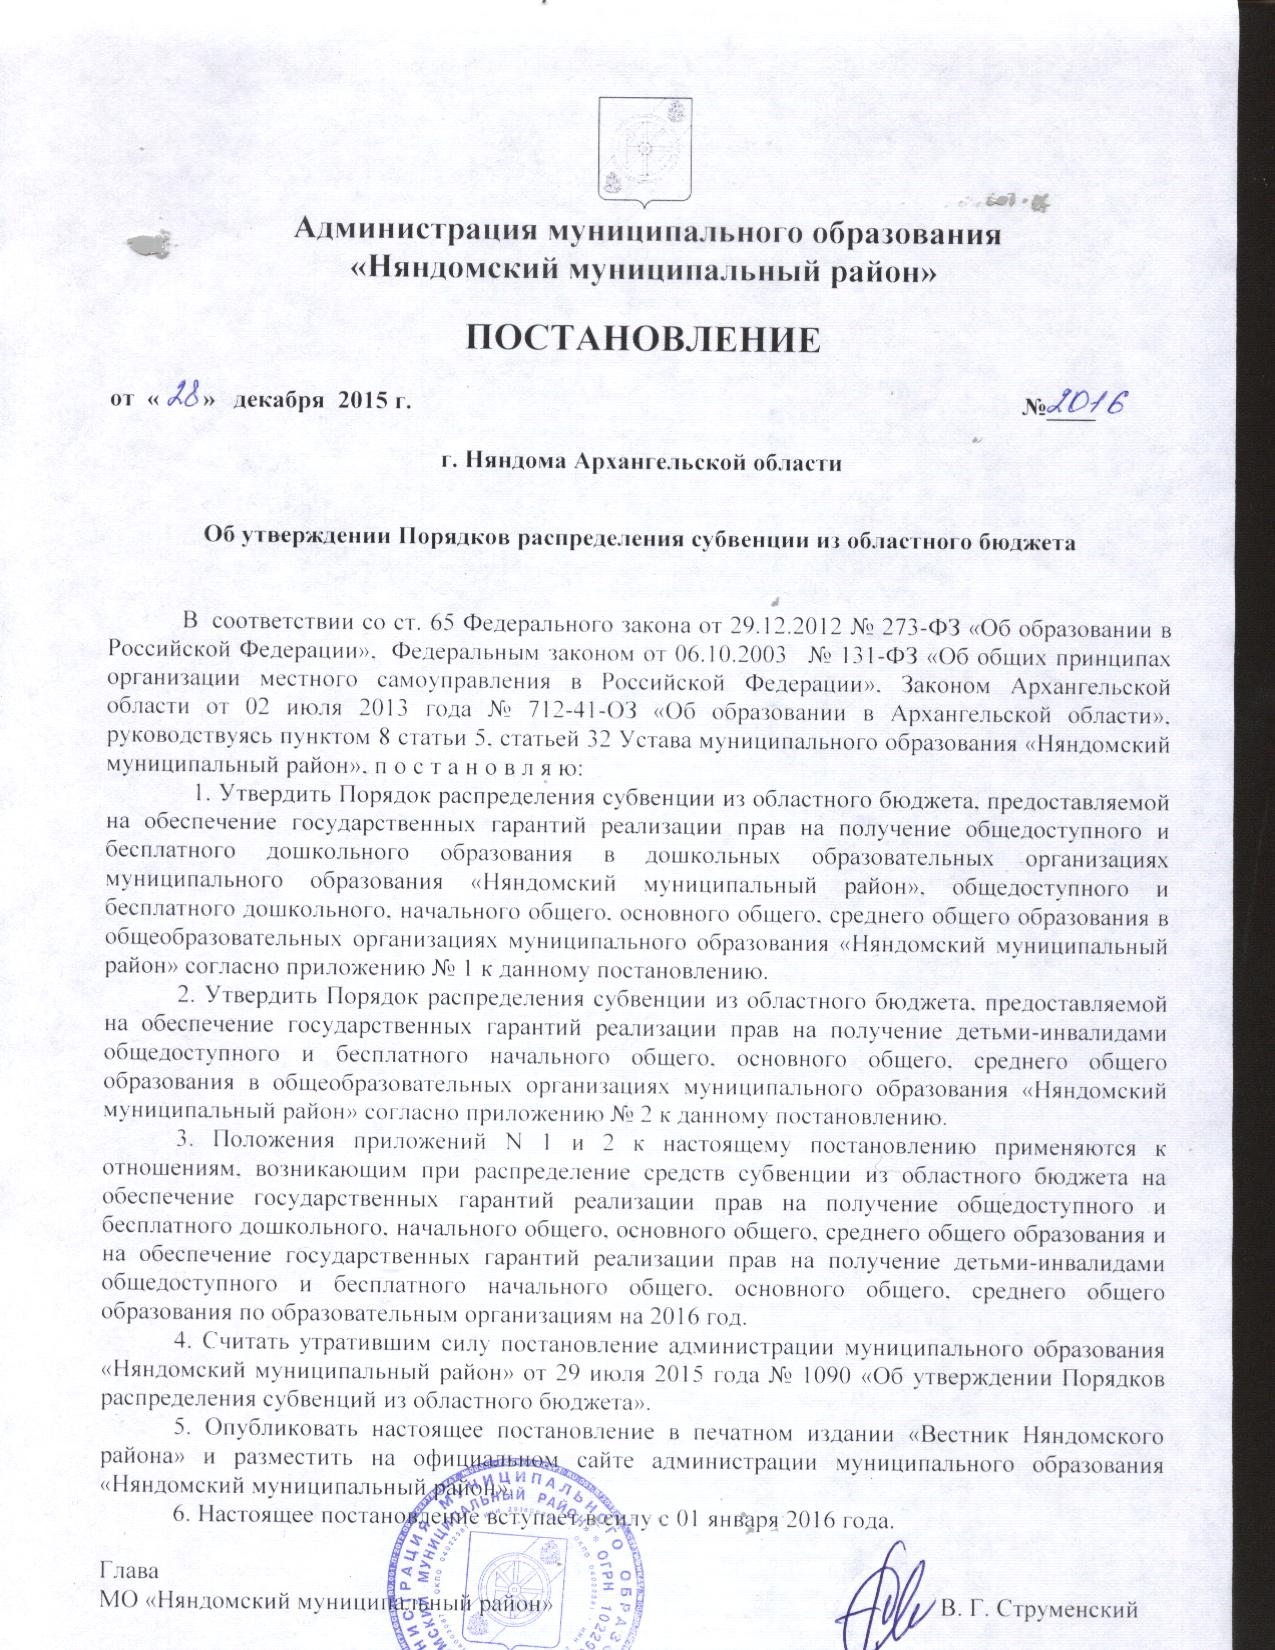 Администрация муниципального образования
«Няндомский муниципальный район»
ПОСТАНОВЛЕНИЕ
от « 28 » декабря 2015 г. № 2016
г. Няндома Архангельской области
Об утверждении Порядков распределения субвенции из областного бюджета
В соответствии со ст. 65 Федерального закона от 29.12.2012 № 273-ФЗ «Об образовании в
Российской Федерации», Федеральным законом от 06.10.2003 № 131-ФЗ «Об общих принципах
организации местного самоуправления в Российской Федерации», Законом Архангельской
области от 02 июля 2013 года № 712-41-ОЗ «Об образовании в Архангельской области»,
руководствуясь пунктом 8 статьи 5, статьей 32 Устава муниципального образования «Няндомский
муниципальный район», п о с т а н о в л я ю:
1. Утвердить Порядок распределения субвенции из областного бюджета, предоставляемой
на обеспечение государственных гарантий реализации прав на получение общедоступного и
бесплатного дошкольного образования в дошкольных образовательных организациях
муниципального образования «Няндомский муниципальный район», общедоступного и
бесплатного дошкольного, начального общего, основного общего, среднего общего образования в
общеобразовательных организациях муниципального образования «Няндомский муниципальный
район» согласно приложению № 1 к данному постановлению.
2. Утвердить Порядок распределения субвенции из областного бюджета, предоставляемой
на обеспечение государственных гарантий реализации прав на получение детьми-инвалидами
общедоступного и бесплатного начального общего, основного общего, среднего общего
образования в общеобразовательных организациях муниципального образования «Няндомский
муниципальный район» согласно приложению № 2 к данному постановлению.
3. Положения приложений N 1 и 2 к настоящему постановлению применяются к
отношениям, возникающим при распределение средств субвенции из областного бюджета на
обеспечение государственных гарантий реализации прав на получение общедоступного и
бесплатного дошкольного, начального общего, основного общего, среднего общего образования и
на обеспечение государственных гарантий реализации прав на получение детьми-инвалидами
общедоступного и бесплатного начального общего, основного общего, среднего общего
образования по образовательным организациям на 2016 год.
4. Считать утратившим силу постановление администрации муниципального образования
«Няндомский муниципальный район» от 29 июля 2015 года № 1090 «Об утверждении Порядков
распределения субвенций из областного бюджета».
5. Опубликовать настоящее постановление в печатном издании «Вестник Няндомского
района» и разместить на официальном сайте администрации муниципального образования
«Няндомский муниципальный район».
6. Настоящее постановление вступает в силу с 01 января 2016 года.
Глава
МО «Няндомский муниципальный район» В. Г. Струменский
МУНИЦИПАЛЬНОГО
МУНИЦИПАЛЬНЫЙ РАЙОН» * ОГРН